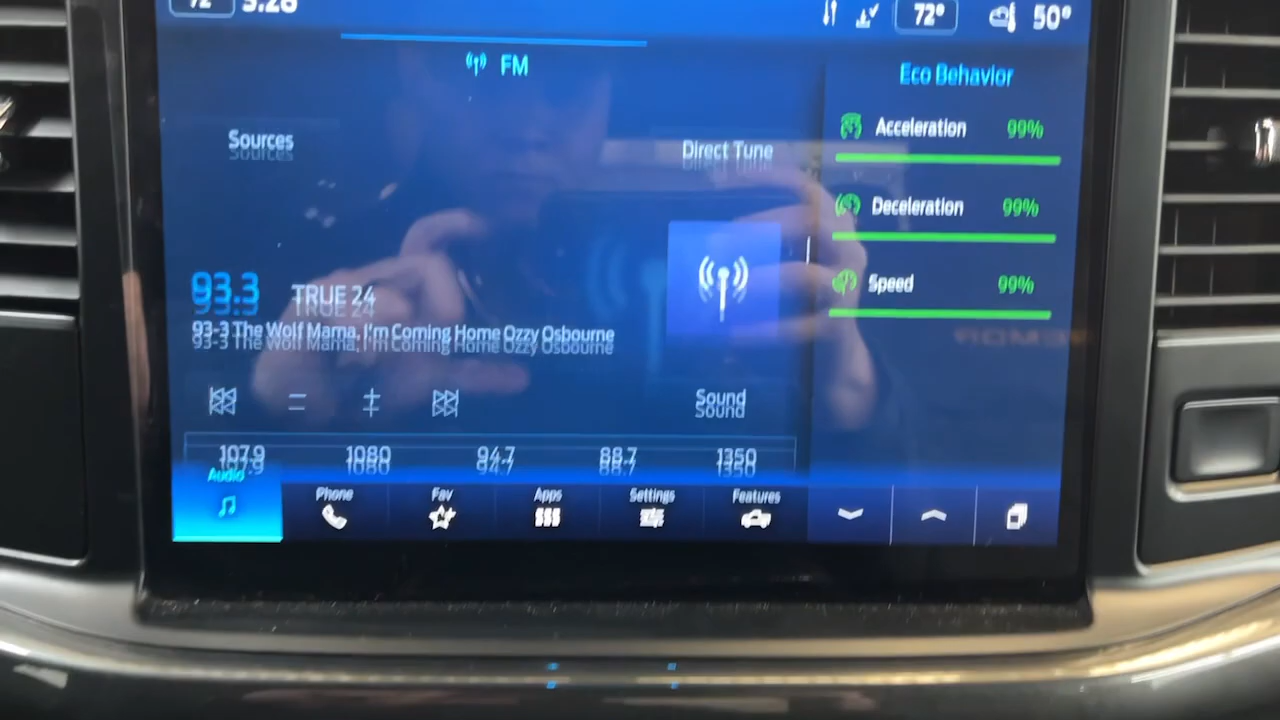 72°
72° 50°
FM
Eco Behavior
Acceleration 99%
Sources
Direct Tune
Deceleration 99%
Speed 99%
93.3 TRUE 24
93-3 The Wolf Mama, I'm Coming Home Ozzy Osbourne
Sound
107.9 1080 94.7 88.7 1350
Audio Phone Fav Apps Settings Features